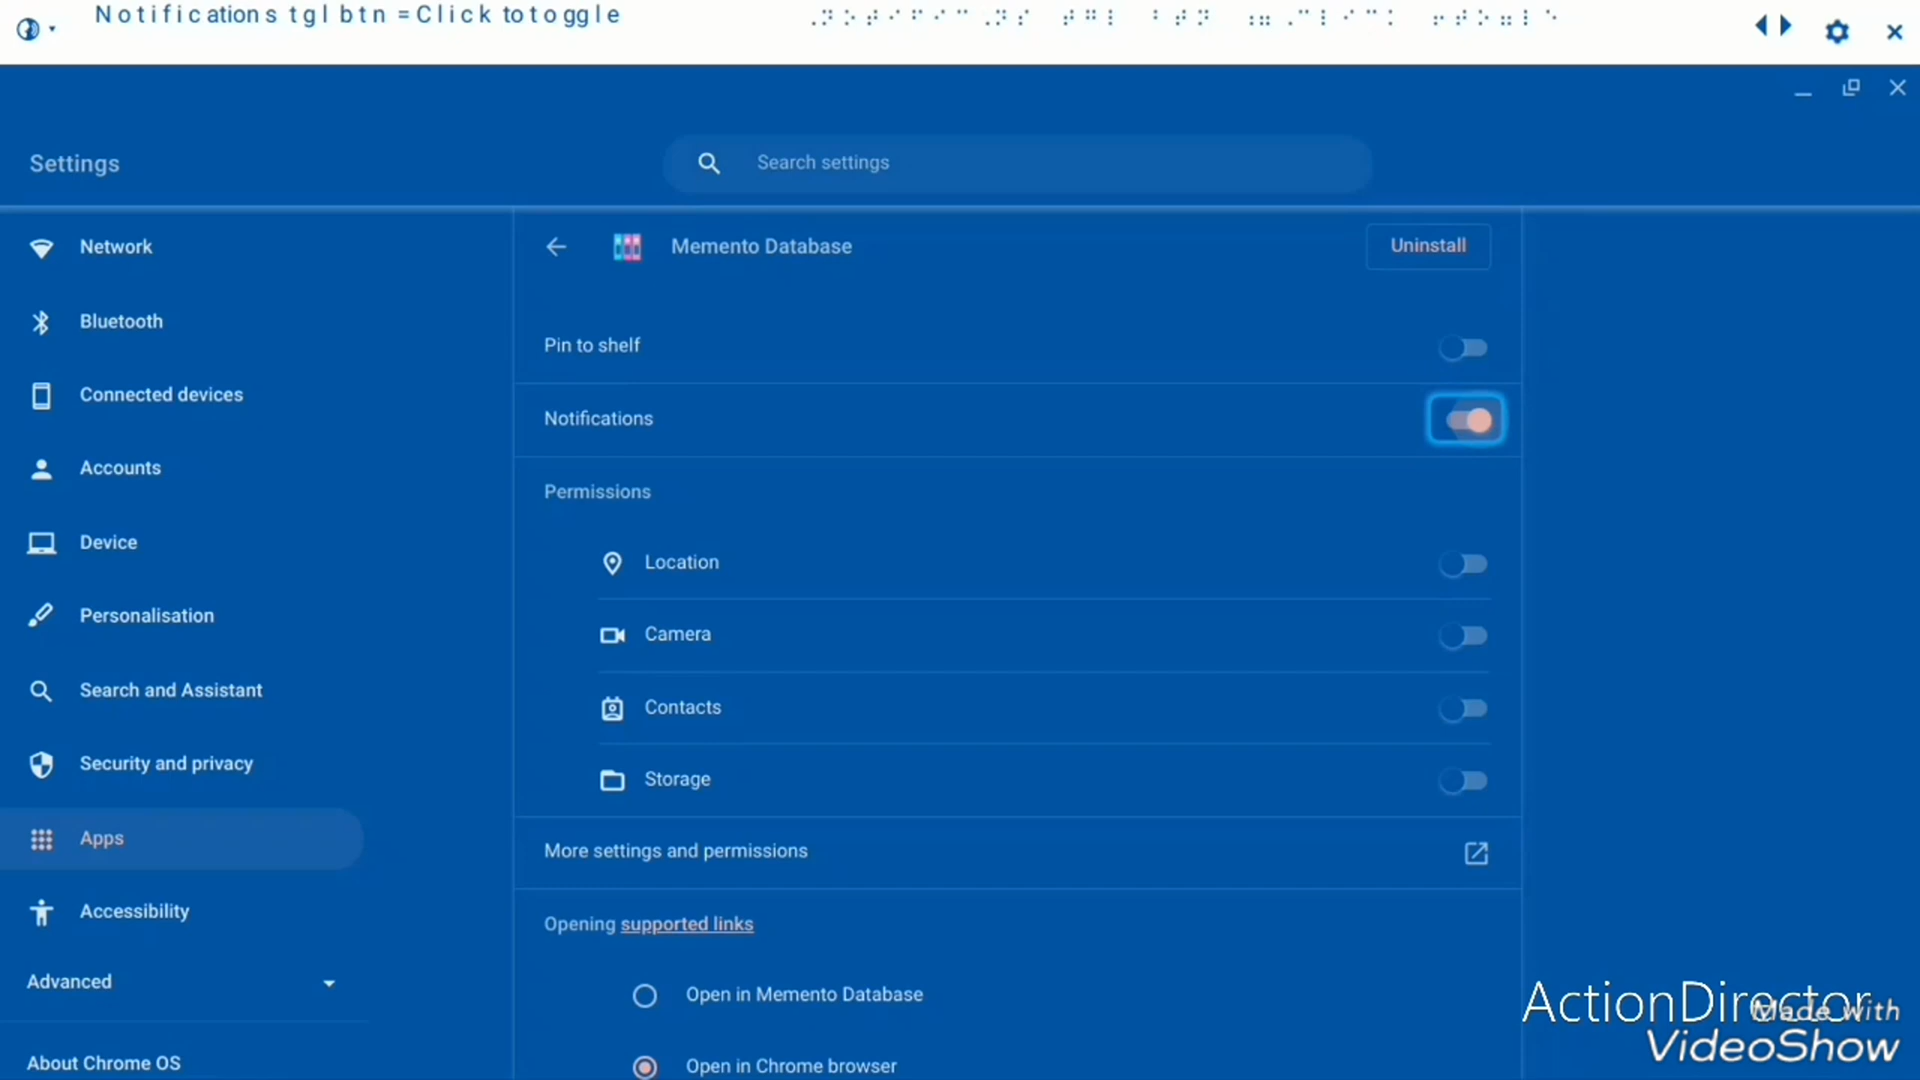 Notifications tgl btn =Click to toggle
Settings
Search settings
Network
Bluetooth
Connected devices
Accounts
Device
Personalisation
Search and Assistant
Security and privacy
Apps
Accessibility
Advanced
About Chrome OS
Memento Database
Uninstall
Pin to shelf
Notifications
Permissions
Location
Camera
Contacts
Storage
More settings and permissions
Opening supported links
Open in Memento Database
Open in Chrome browser
ActionDirector
Made with
VideoShow